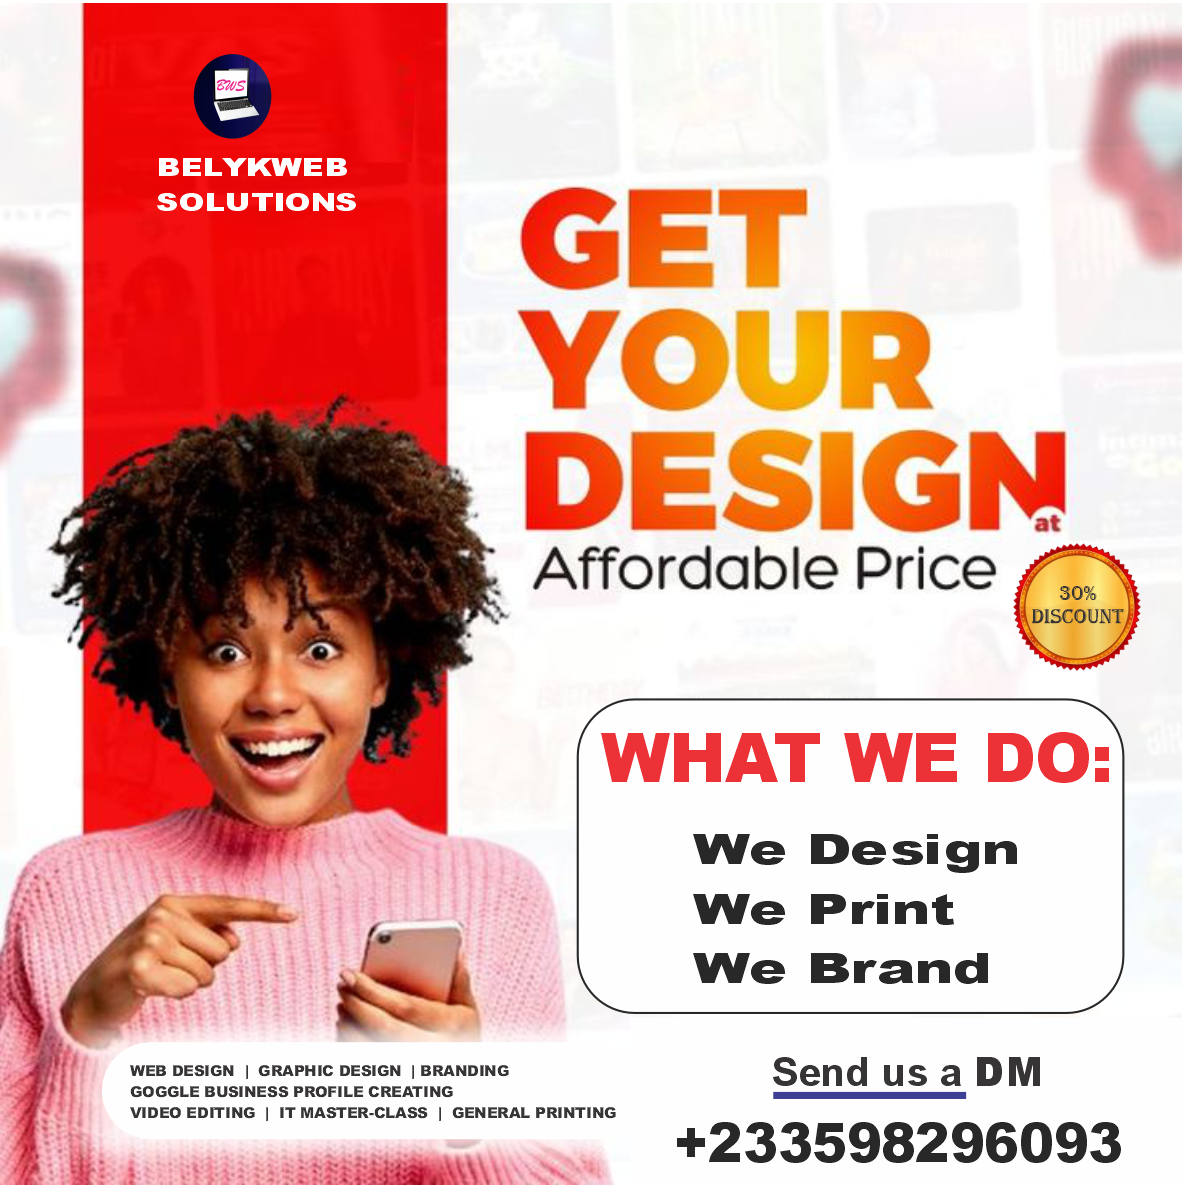 BWS
BELYKWEB
SOLUTIONS
GET
YOUR
DESIGN
at
Affordable Price
30%
DISCOUNT
WHAT WE DO:
We Design
We Print
We Brand
WEB DESIGN | GRAPHIC DESIGN | BRANDING
GOGGLE BUSINESS PROFILE CREATING
VIDEO EDITING | IT MASTER-CLASS | GENERAL PRINTING
Send us a DM
+233598296093